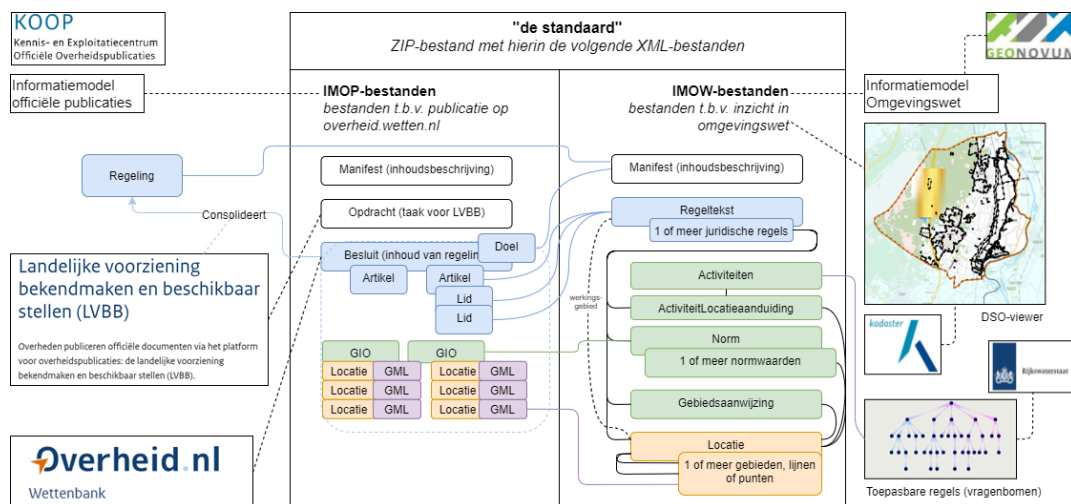 KOOP
Kennis- en Exploitatiecentrum
Officiële Overheidspublicaties
Informatiemodel
officiële publicaties
"de standaard"
ZIP-bestand met hierin de volgende XML-bestanden
GEONOVUM
Informatiemodel
Omgevingswet
IMOP-bestanden
bestanden t.b.v. publicatie op
overheid.wetten.nl
IMOW-bestanden
bestanden t.b.v. inzicht in
omgevingswet
Regeling
Consolideert
Manifest (inhoudsbeschrijving)
Opdracht (taak voor LVBB)
Doel
Besluit (inhoud van regeling
Artikel
Artikel
Lid
Lid
GIO
GIO
Locatie
GML
Locatie
GML
Locatie
GML
Locatie
GML
Locatie
GML
Locatie
GML
Manifest (inhoudsbeschrijving)
Regeltekst
1 of meer juridische regels
werkings-
gebied
Activiteiten
ActiviteitLocatieaanduiding
Norm
1 of meer normwaarden
Gebiedsaanwijzing
Locatie
1 of meer gebieden, lijnen
of punten
Landelijke voorziening
bekendmaken en beschikbaar
stellen (LVBB)
Overheden publiceren officiële documenten via het platform
voor overheidspublicaties: de landelijke voorziening
bekendmaken en beschikbaar stellen (LVBB).
Overheid.nl
Wettenbank
DSO-viewer
kadaster
Rijkswaterstaat
Toepasbare regels (vragenbomen)